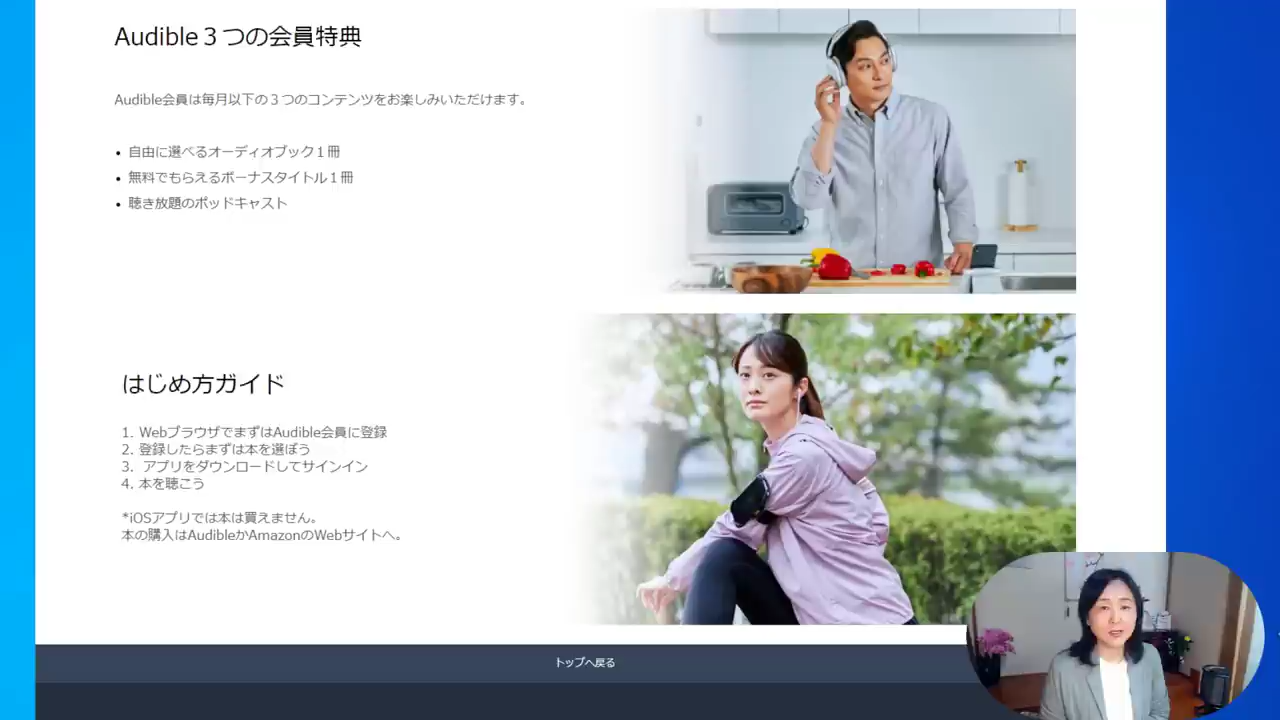 Audible３つの会員特典
Audible会員は毎月以下の３つのコンテンツをお楽しみいただけます。
• 自由に選べるオーディオブック１冊
• 無料でもらえるボーナスタイトル１冊
• 聴き放題のポッドキャスト
はじめ方ガイド
1. WebブラウザでまずはAudible会員に登録
2. 登録したらまずは本を選ぼう
3. アプリをダウンロードしてサインイン
4. 本を聴こう
*iOSアプリでは本は買えません。
本の購入はAudibleかAmazonのWebサイトへ。
トップへ戻る